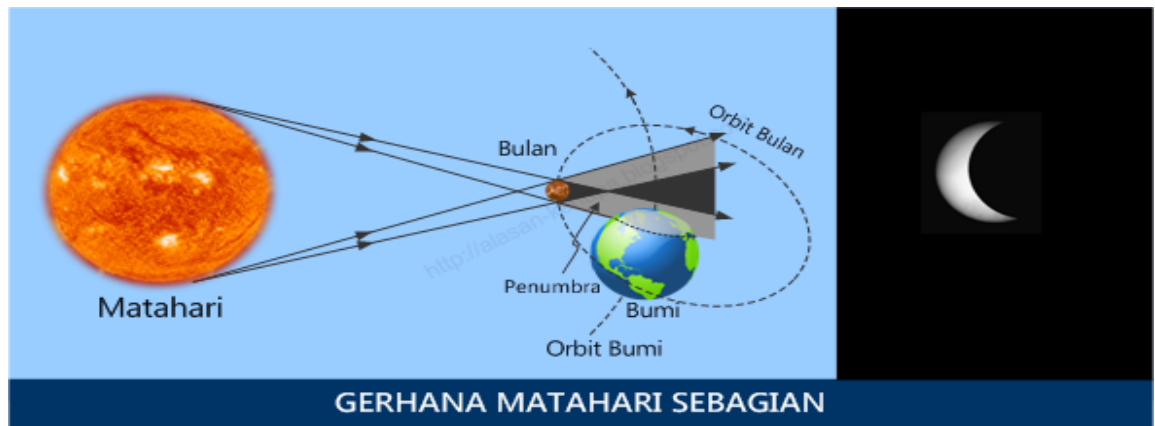 Matahari
Bulan
Orbit Bulan
Penumbra
Bumi
Orbit Bumi
GERHANA MATAHARI SEBAGIAN